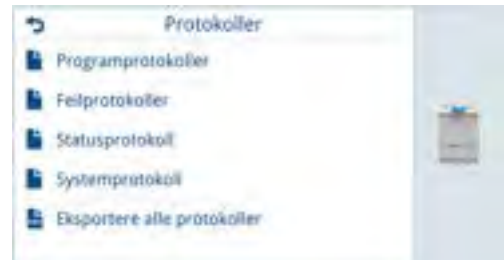 Protokoller
Programprotokoller
Feilprotokoller
Statusprotokoll
Systemprotokoll
Eksportere alle protokoller